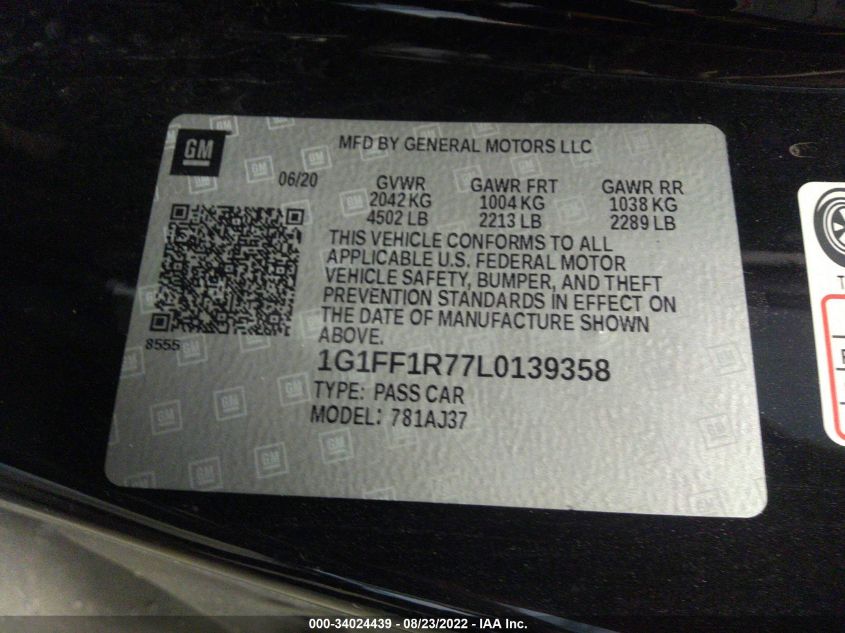 GM
MFD BY GENERAL MOTORS LLC
06/20
GVWR GAWR FRT GAWR RR
2042 KG 1004 KG 1038 KG
4502 LB 2213 LB 2289 LB
THIS VEHICLE CONFORMS TO ALL
APPLICABLE U.S. FEDERAL MOTOR
VEHICLE SAFETY, BUMPER, AND THEFT
PREVENTION STANDARDS IN EFFECT ON
THE DATE OF MANUFACTURE SHOWN
ABOVE.
8555
1G1FF1R77L0139358
TYPE: PASS CAR
MODEL: 781AJ37
000-34024439 - 08/23/2022 - IAA Inc.